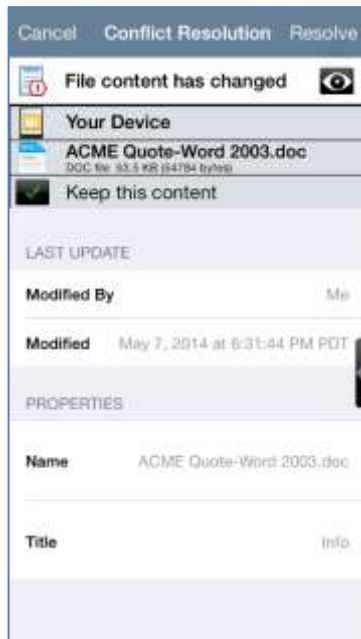 Cancel Conflict Resolution Resolve
File content has changed
Your Device
ACME Quote-Word 2003.doc
DOC file 53.5 KB (54784 bytes)
Keep this content
LAST UPDATE
Modified By Me
Modified May 7, 2014 at 6:31:44 PM PDT
PROPERTIES
Name ACME Quote-Word 2003.doc
Title Info